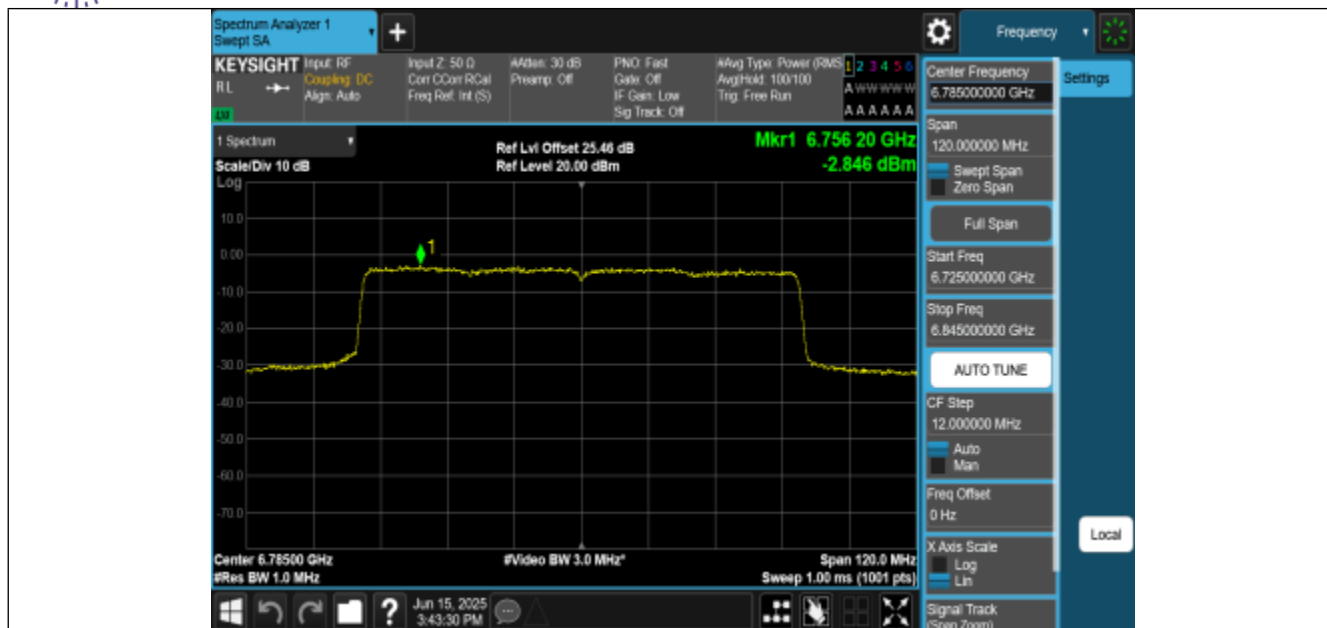 Spectrum Analyzer 1
Swept SA
+
Frequency
KEYSIGHT
RL
Input: RF
Coupling: DC
Align: Auto
Input Z: 50 Ω
Corr CCorr RCal
Freq Ref: Int (S)
#Atten: 30 dB
Preamp: Off
PNO: Fast
Gate: Off
IF Gain: Low
Sig Track: Off
#Avg Type: Power (RMS
Avg|Hold: 100/100
Trig: Free Run
1 2 3 4 5 6
A W W W W W
A A A A A A
1 Spectrum
Scale/Div 10 dB
Ref Lvl Offset 25.46 dB
Ref Level 20.00 dBm
Mkr1 6.756 20 GHz
-2.846 dBm
Log
10.0
0.00
-10.0
-20.0
-30.0
-40.0
-50.0
-60.0
-70.0
1
Center 6.78500 GHz
#Res BW 1.0 MHz
#Video BW 3.0 MHz*
Span 120.0 MHz
Sweep 1.00 ms (1001 pts)
Center Frequency
6.785000000 GHz
Span
120.000000 MHz
Swept Span
Zero Span
Full Span
Start Freq
6.725000000 GHz
Stop Freq
6.845000000 GHz
AUTO TUNE
CF Step
12.000000 MHz
Auto
Man
Freq Offset
0 Hz
X Axis Scale
Log
Lin
Signal Track
(Span Zoom)
Settings
Local
?
Jun 15, 2025
3:43:30 PM